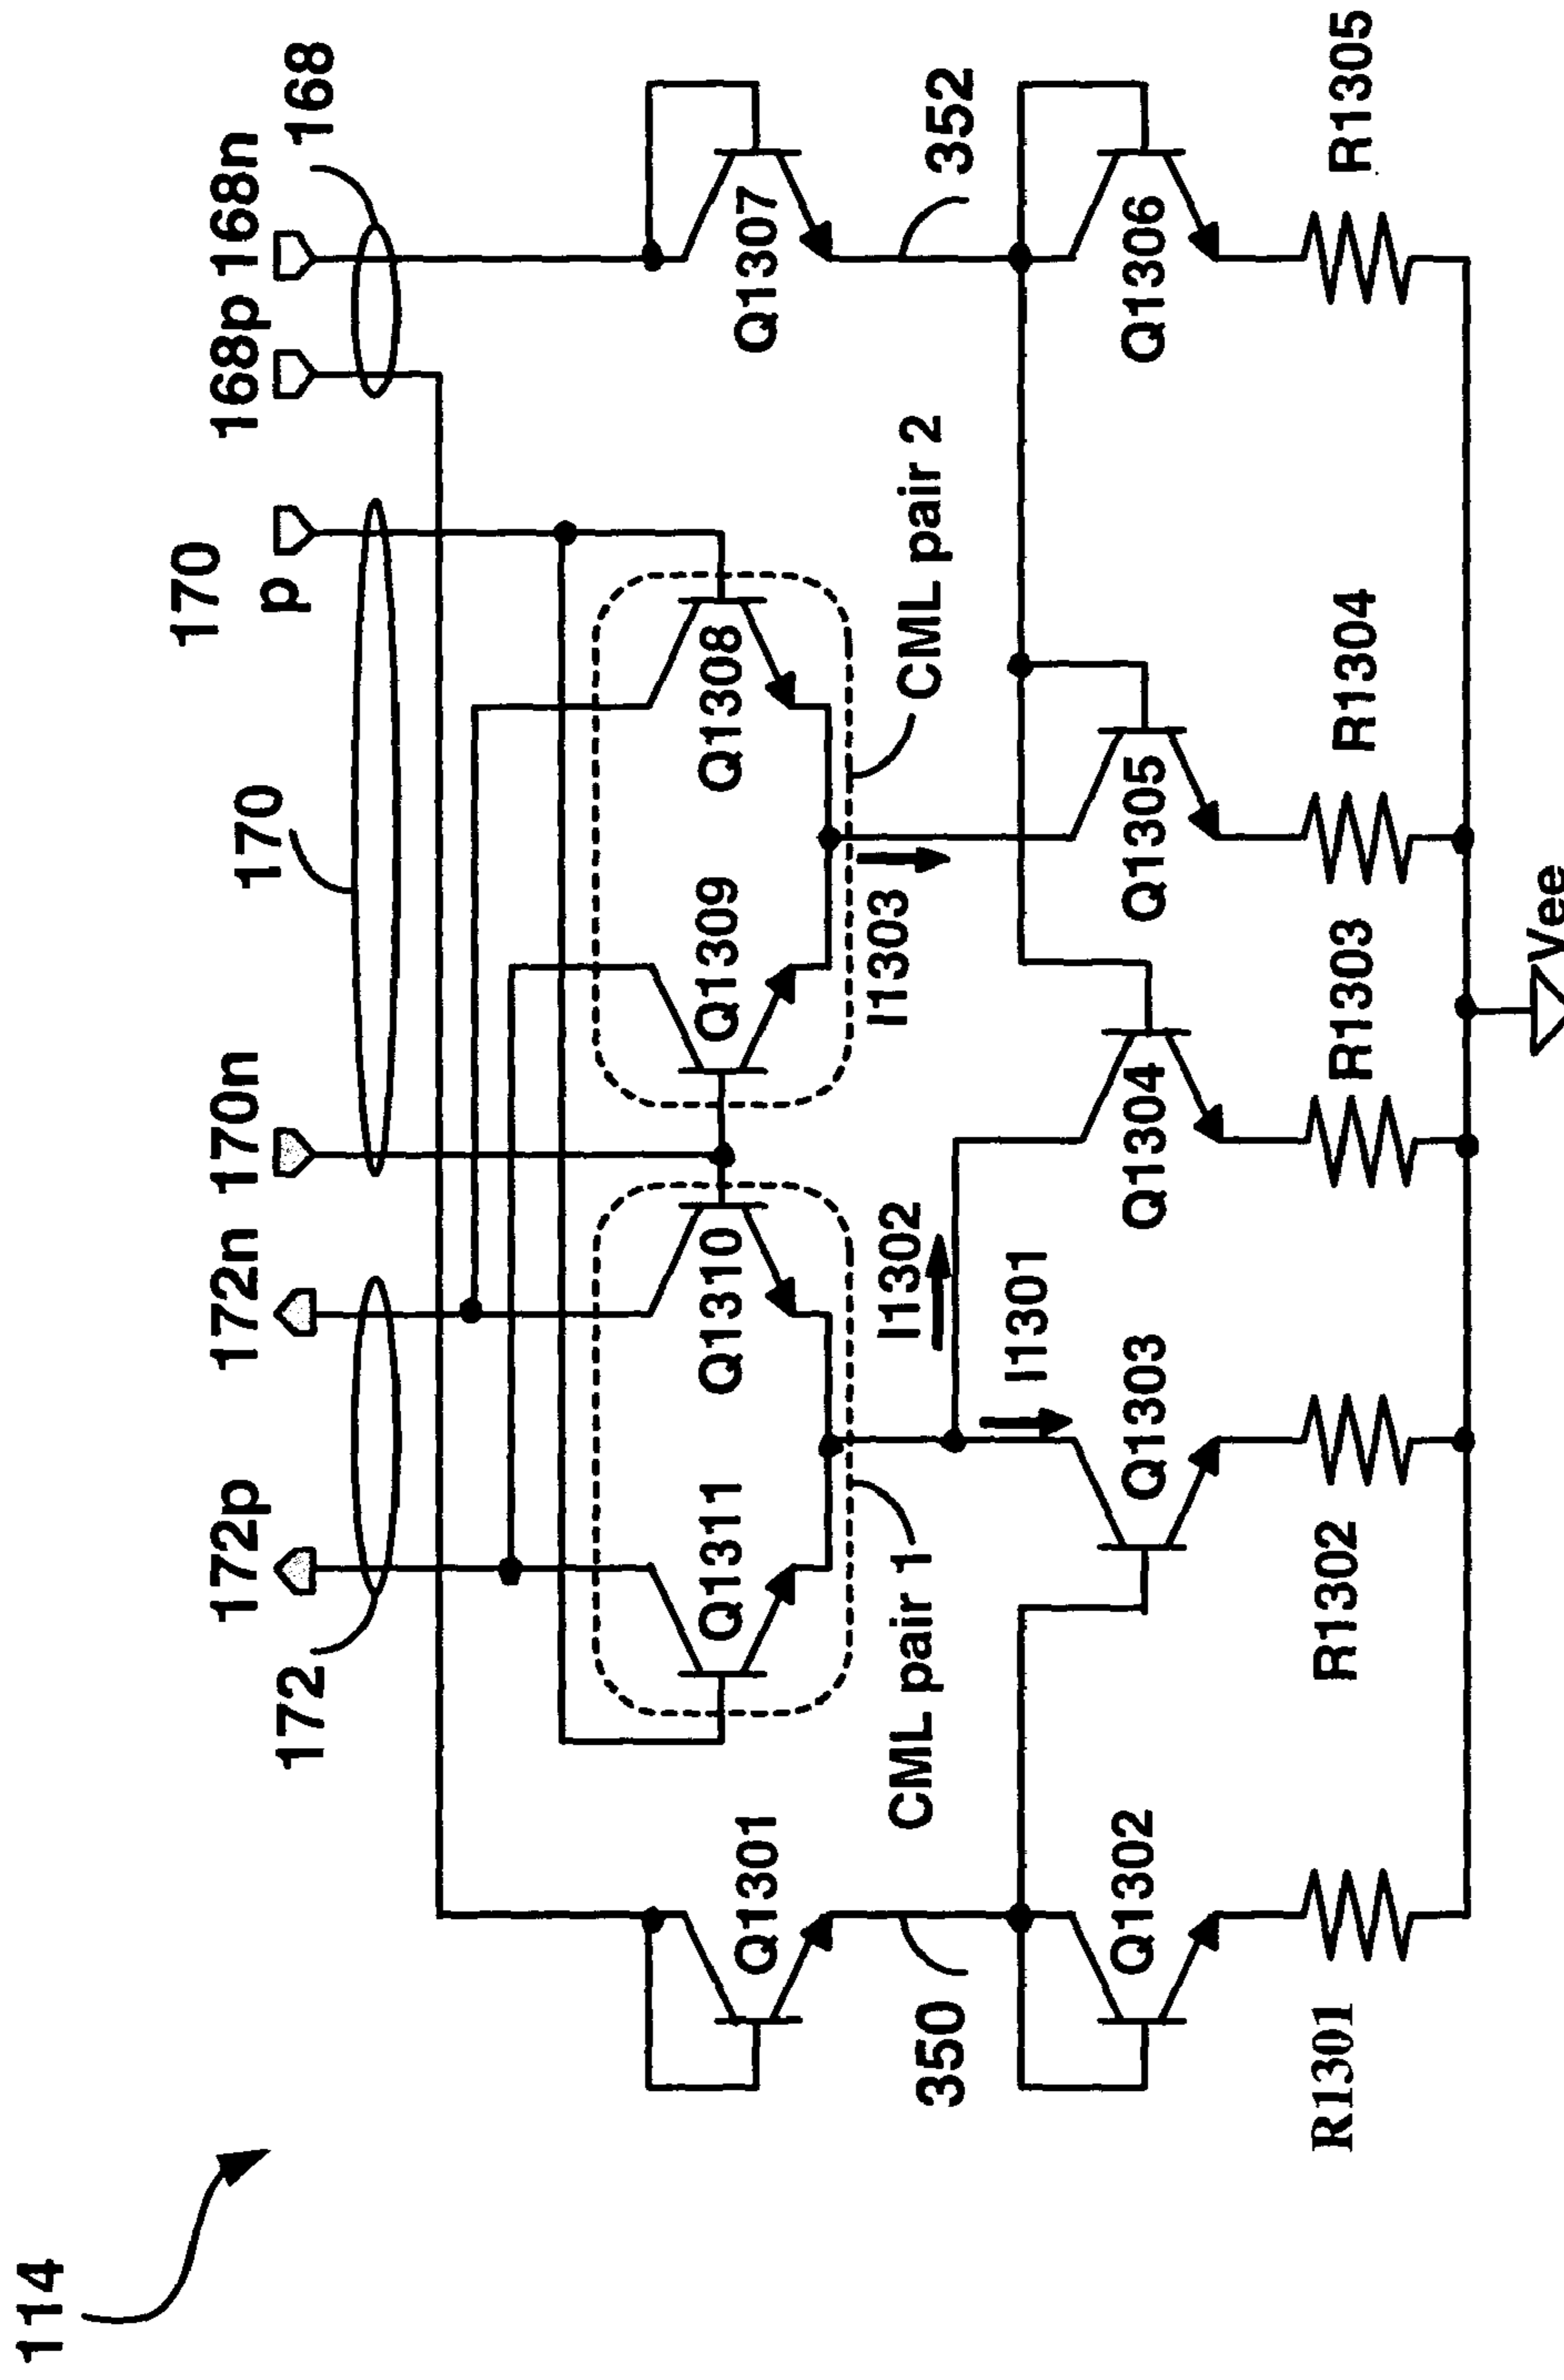 114
172
172p
172n
170n
170
170
p
168p
168n
168
Q1301
Q1311
Q1310
Q1309
Q1308
Q1307
350
CML pair 1
I1302
I1301
I1303
CML pair 2
352
Q1302
Q1303
Q1304
Q1305
Q1306
R1301
R1302
R1303
R1304
R1305
Vee